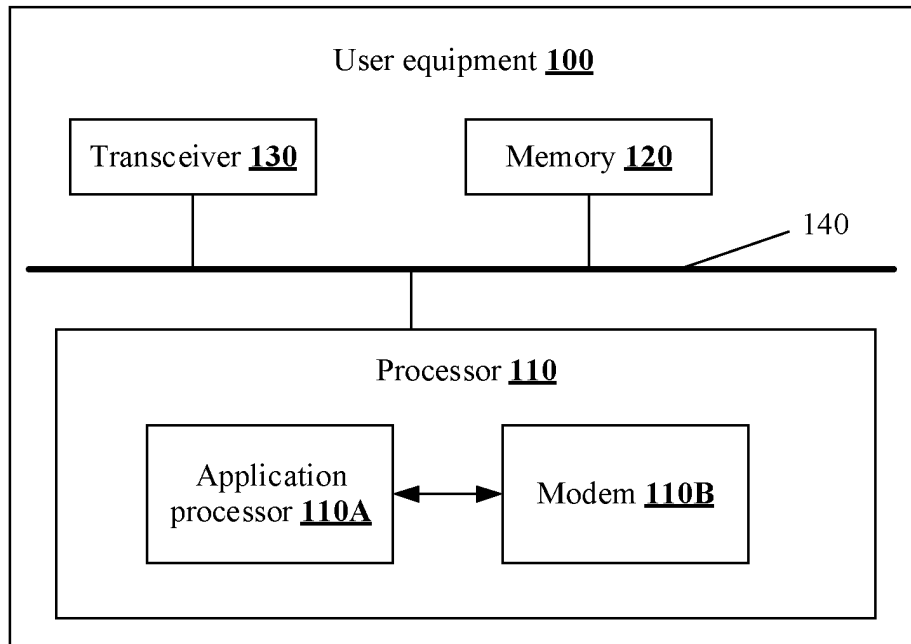 User equipment 100
Transceiver 130
Memory 120
140
Processor 110
Application
processor 110A
Modem 110B